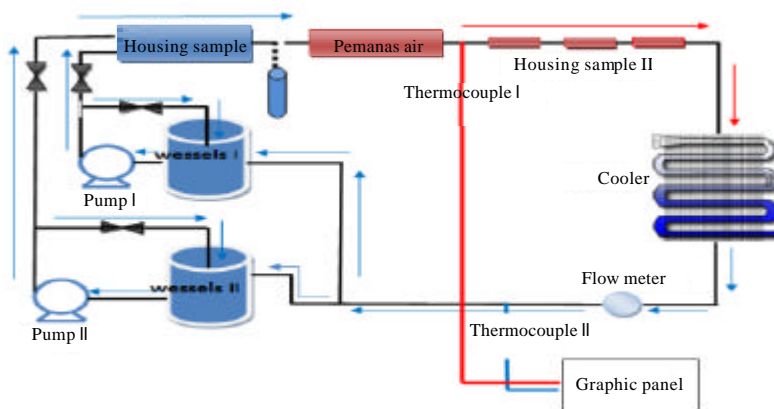 Housing sample
Pemanas air
Housing sample II
Thermocouple I
wessels I
Cooler
Pump I
Flow meter
wessels II
Thermocouple II
Pump II
Graphic panel